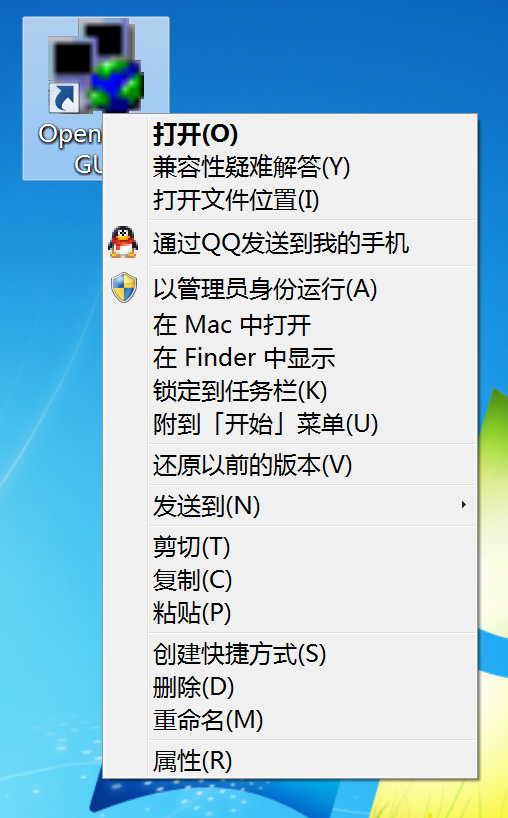 Open
GU
打开(O)
兼容性疑难解答(Y)
打开文件位置(I)
通过QQ发送到我的手机
以管理员身份运行(A)
在 Mac 中打开
在 Finder 中显示
锁定到任务栏(K)
附到「开始」菜单(U)
还原以前的版本(V)
发送到(N)
剪切(T)
复制(C)
粘贴(P)
创建快捷方式(S)
删除(D)
重命名(M)
属性(R)